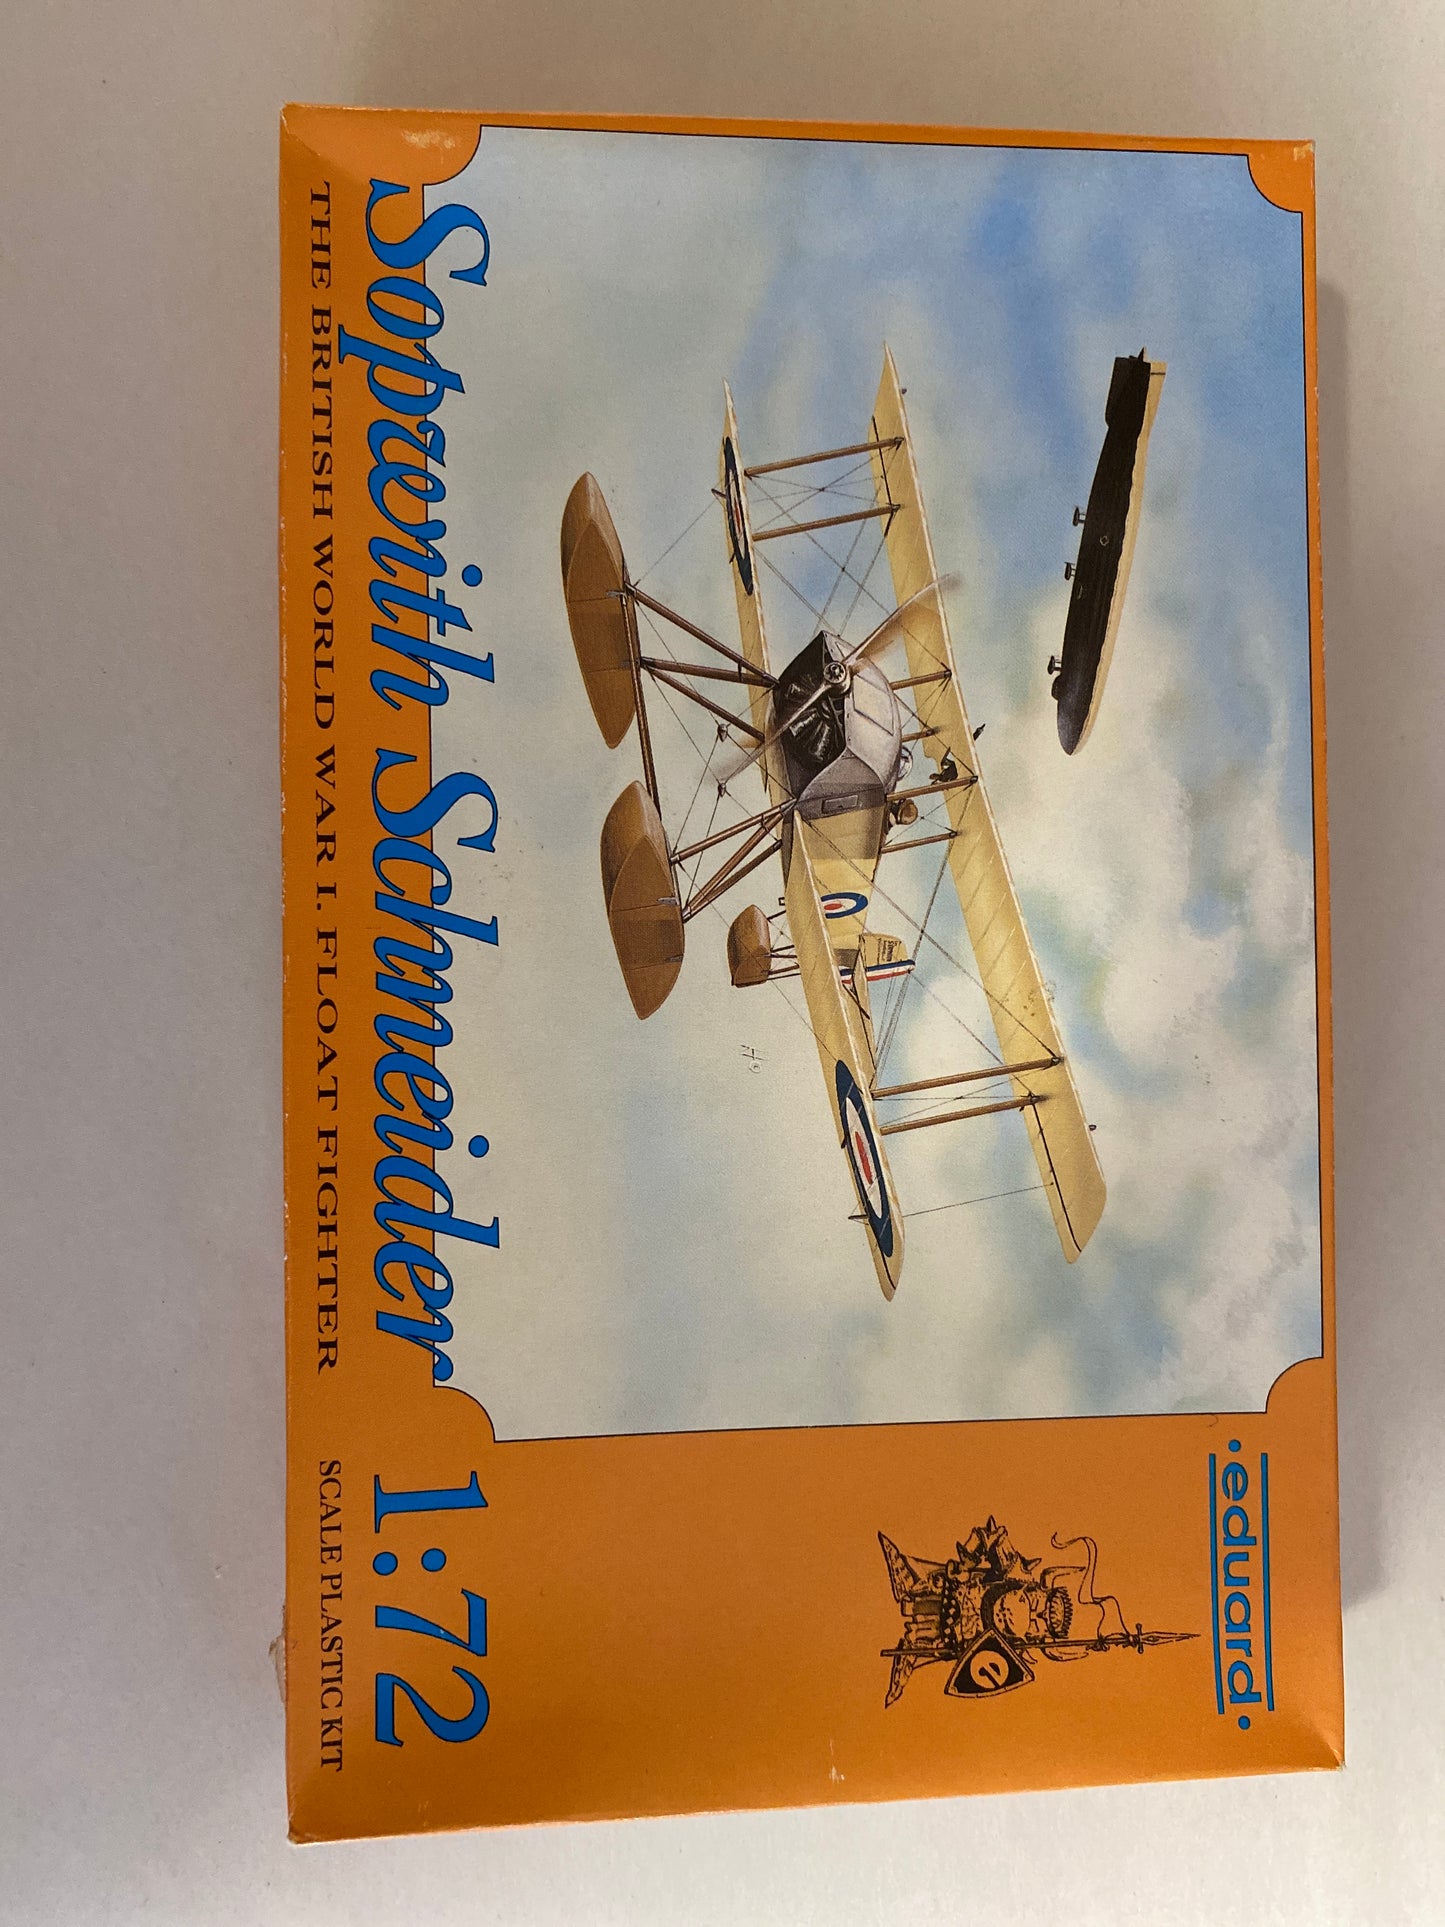 ·eduard·
Sopwith Schneider 1:72
THE BRITISH WORLD WAR I. FLOAT FIGHTER
SCALE PLASTIC KIT